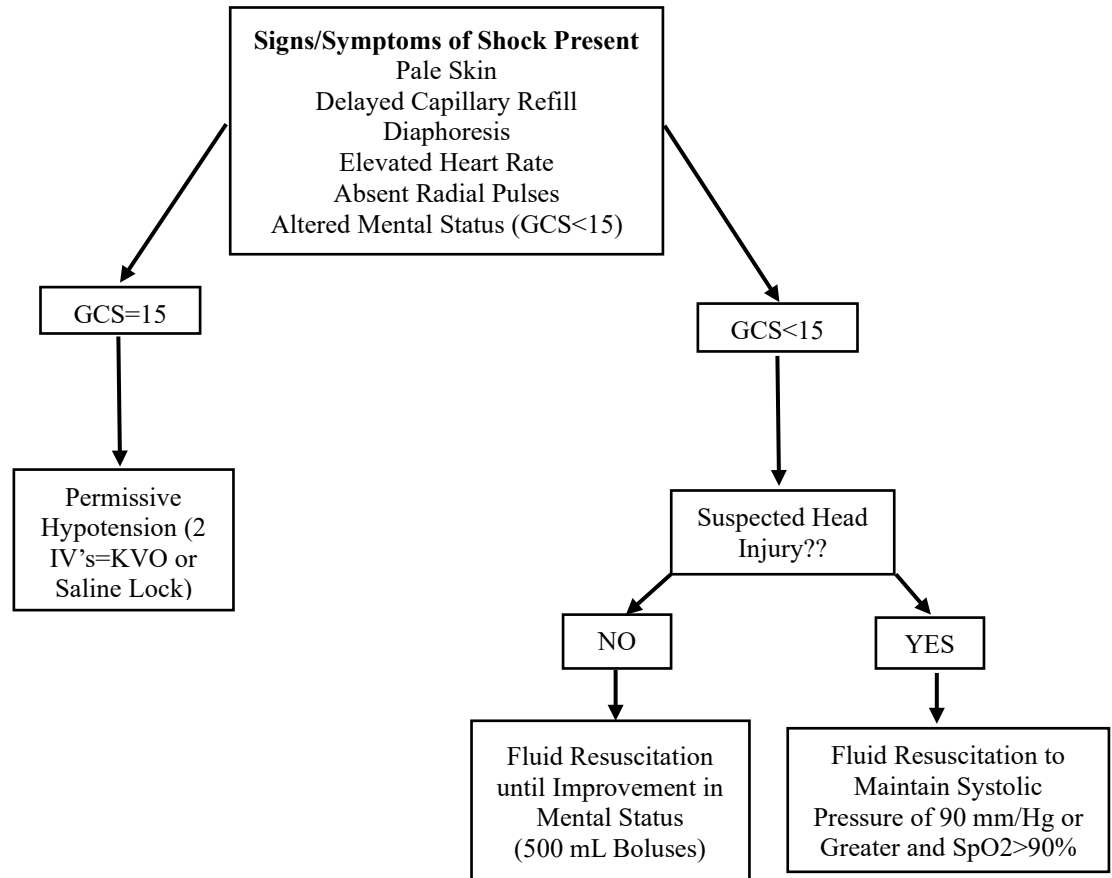 Signs/Symptoms of Shock Present
Pale Skin
Delayed Capillary Refill
Diaphoresis
Elevated Heart Rate
Absent Radial Pulses
Altered Mental Status (GCS<15)
GCS=15
GCS<15
Permissive
Hypotension (2
IV’s=KVO or
Saline Lock)
Suspected Head
Injury??
NO
YES
Fluid Resuscitation
until Improvement in
Mental Status
(500 mL Boluses)
Fluid Resuscitation to
Maintain Systolic
Pressure of 90 mm/Hg or
Greater and SpO2>90%